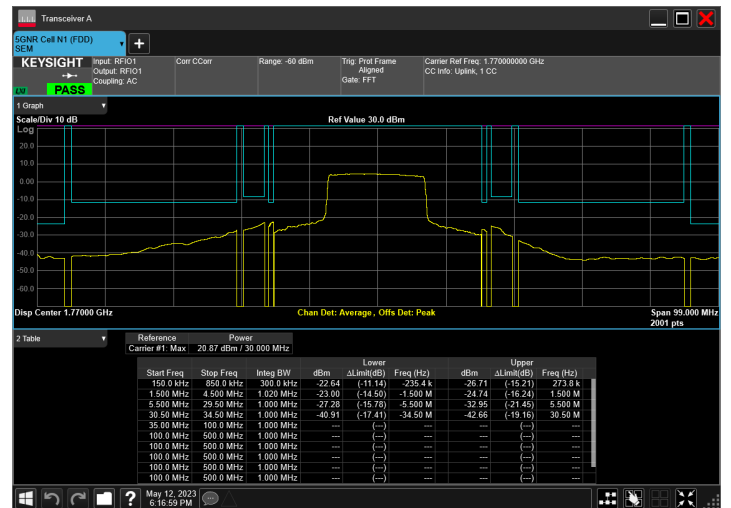 Transceiver A
5GNR Cell N1 (FDD)
SEM
KEYSIGHT
LXI
PASS
Input: RFIO1
Output: RFIO1
Coupling: AC
Corr CCorr
Range: -60 dBm
Trig: Prot Frame
Aligned
Gate: FFT
Carrier Ref Freq: 1.770000000 GHz
CC Info: Uplink, 1 CC
1 Graph
Scale/Div 10 dB
Ref Value 30.0 dBm
Log
20.0
10.0
0.00
-10.0
-20.0
-30.0
-40.0
-50.0
-60.0
Disp Center 1.77000 GHz
Chan Det: Average , Offs Det: Peak
Span 99.000 MHz
2001 pts
2 Table
Reference Power
Carrier #1: Max 20.87 dBm / 30.000 MHz
Lower Upper
Start Freq Stop Freq Integ BW dBm ΔLimit(dB) Freq (Hz) dBm ΔLimit(dB) Freq (Hz)
150.0 kHz 850.0 kHz 300.0 kHz -22.64 (-11.14) -235.4 k -26.71 (-15.21) 273.8 k
1.500 MHz 4.500 MHz 1.020 MHz -23.00 (-14.50) -1.500 M -24.74 (-16.24) 1.500 M
5.500 MHz 29.50 MHz 1.000 MHz -27.28 (-15.78) -5.500 M -32.95 (-21.45) 5.500 M
30.50 MHz 34.50 MHz 1.000 MHz -40.91 (-17.41) -34.50 M -42.66 (-19.16) 30.50 M
35.00 MHz 100.0 MHz 1.000 MHz --- (---) --- --- (---) ---
100.0 MHz 500.0 MHz 1.000 MHz --- (---) --- --- (---) ---
100.0 MHz 500.0 MHz 1.000 MHz --- (---) --- --- (---) ---
100.0 MHz 500.0 MHz 1.000 MHz --- (---) --- --- (---) ---
100.0 MHz 500.0 MHz 1.000 MHz --- (---) --- --- (---) ---
100.0 MHz 500.0 MHz 1.000 MHz --- (---) --- --- (---) ---
May 12, 2023
6:16:59 PM